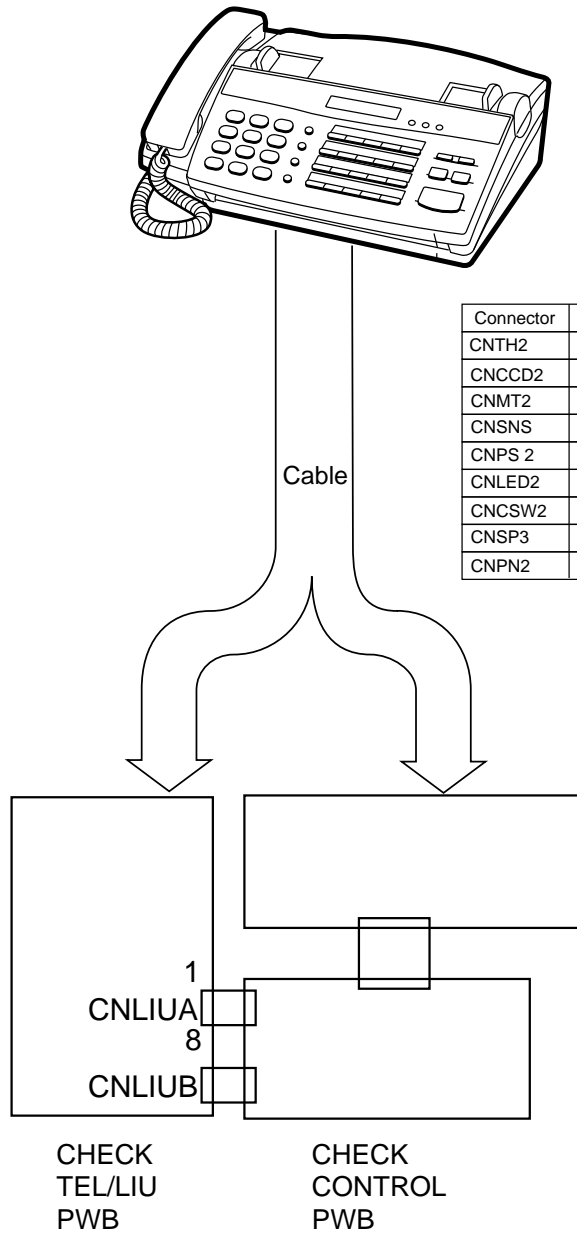 Connector
CNTH2
CNCCD2
CNMT2
CNSNS
CNPS 2
CNLED2
CNCSW2
CNSP3
CNPN2
Cable
1
CNLIUA
8
CNLIUB
CHECK
TEL/LIU
PWB
CHECK
CONTROL
PWB